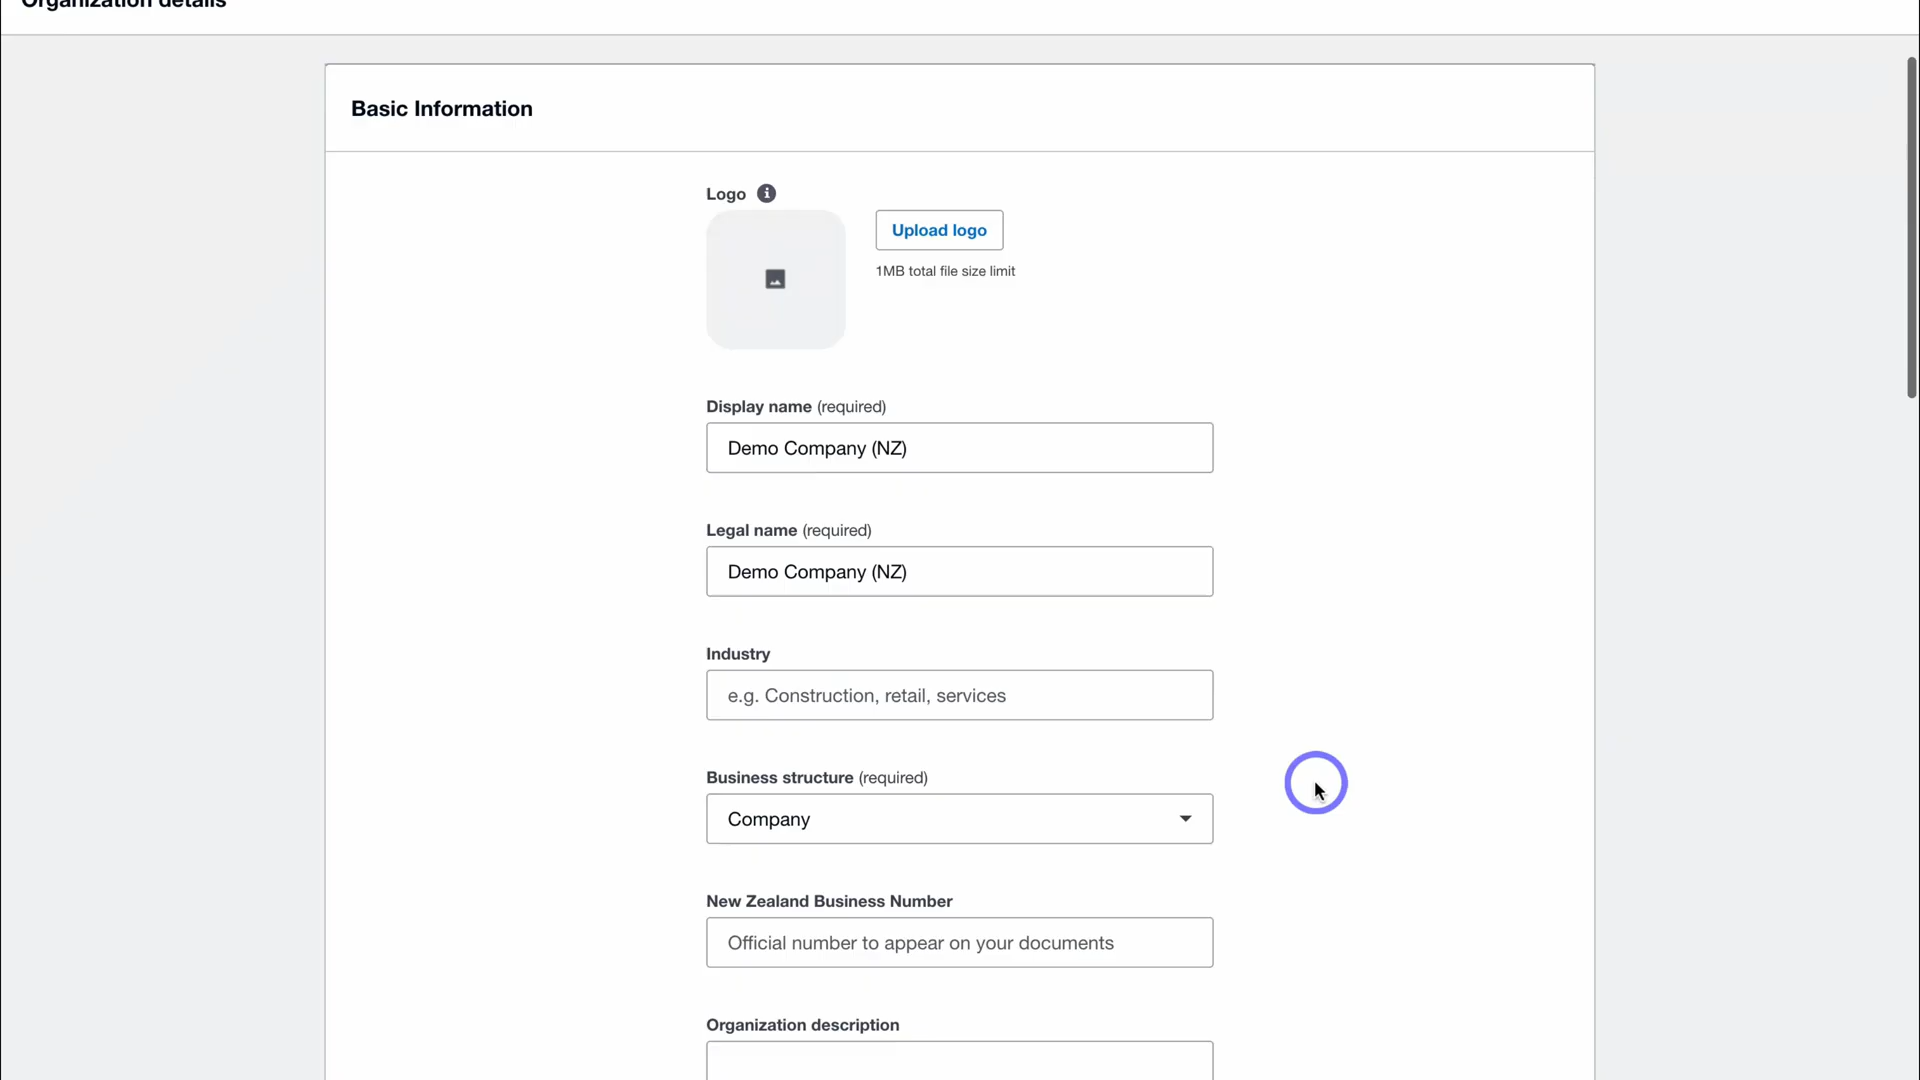 Organization details
Basic Information
Logo
Upload logo
1MB total file size limit
Display name (required)
Demo Company (NZ)
Legal name (required)
Demo Company (NZ)
Industry
e.g. Construction, retail, services
Business structure (required)
Company
New Zealand Business Number
Official number to appear on your documents
Organization description